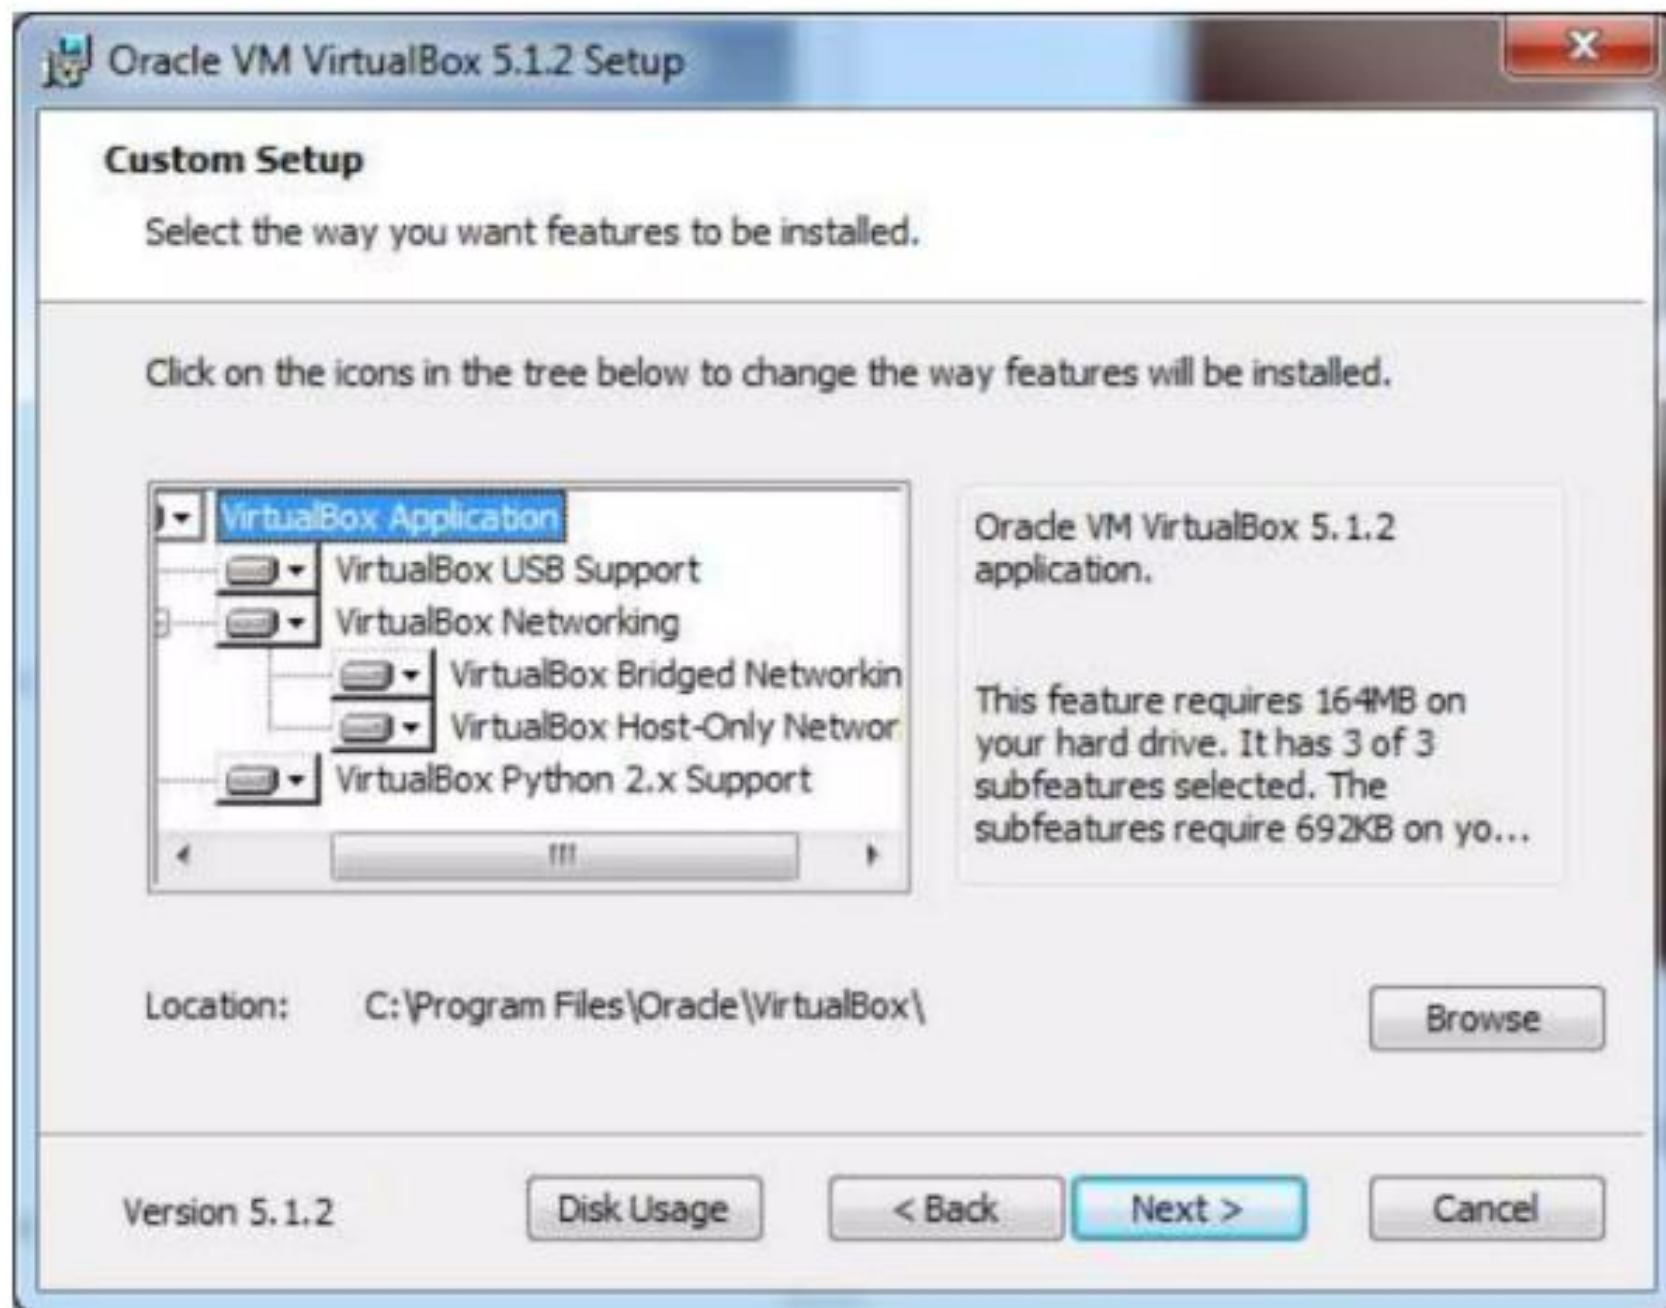 Oracle VM VirtualBox 5.1.2 Setup
Custom Setup
Select the way you want features to be installed.
Click on the icons in the tree below to change the way features will be installed.
VirtualBox Application
VirtualBox USB Support
VirtualBox Networking
VirtualBox Bridged Networkin
VirtualBox Host-Only Networ
VirtualBox Python 2.x Support
Oracle VM VirtualBox 5.1.2
application.
This feature requires 164MB on
your hard drive. It has 3 of 3
subfeatures selected. The
subfeatures require 692KB on yo...
Location: C:\Program Files\Oracle\VirtualBox\
Browse
Version 5.1.2 Disk Usage < Back Next > Cancel